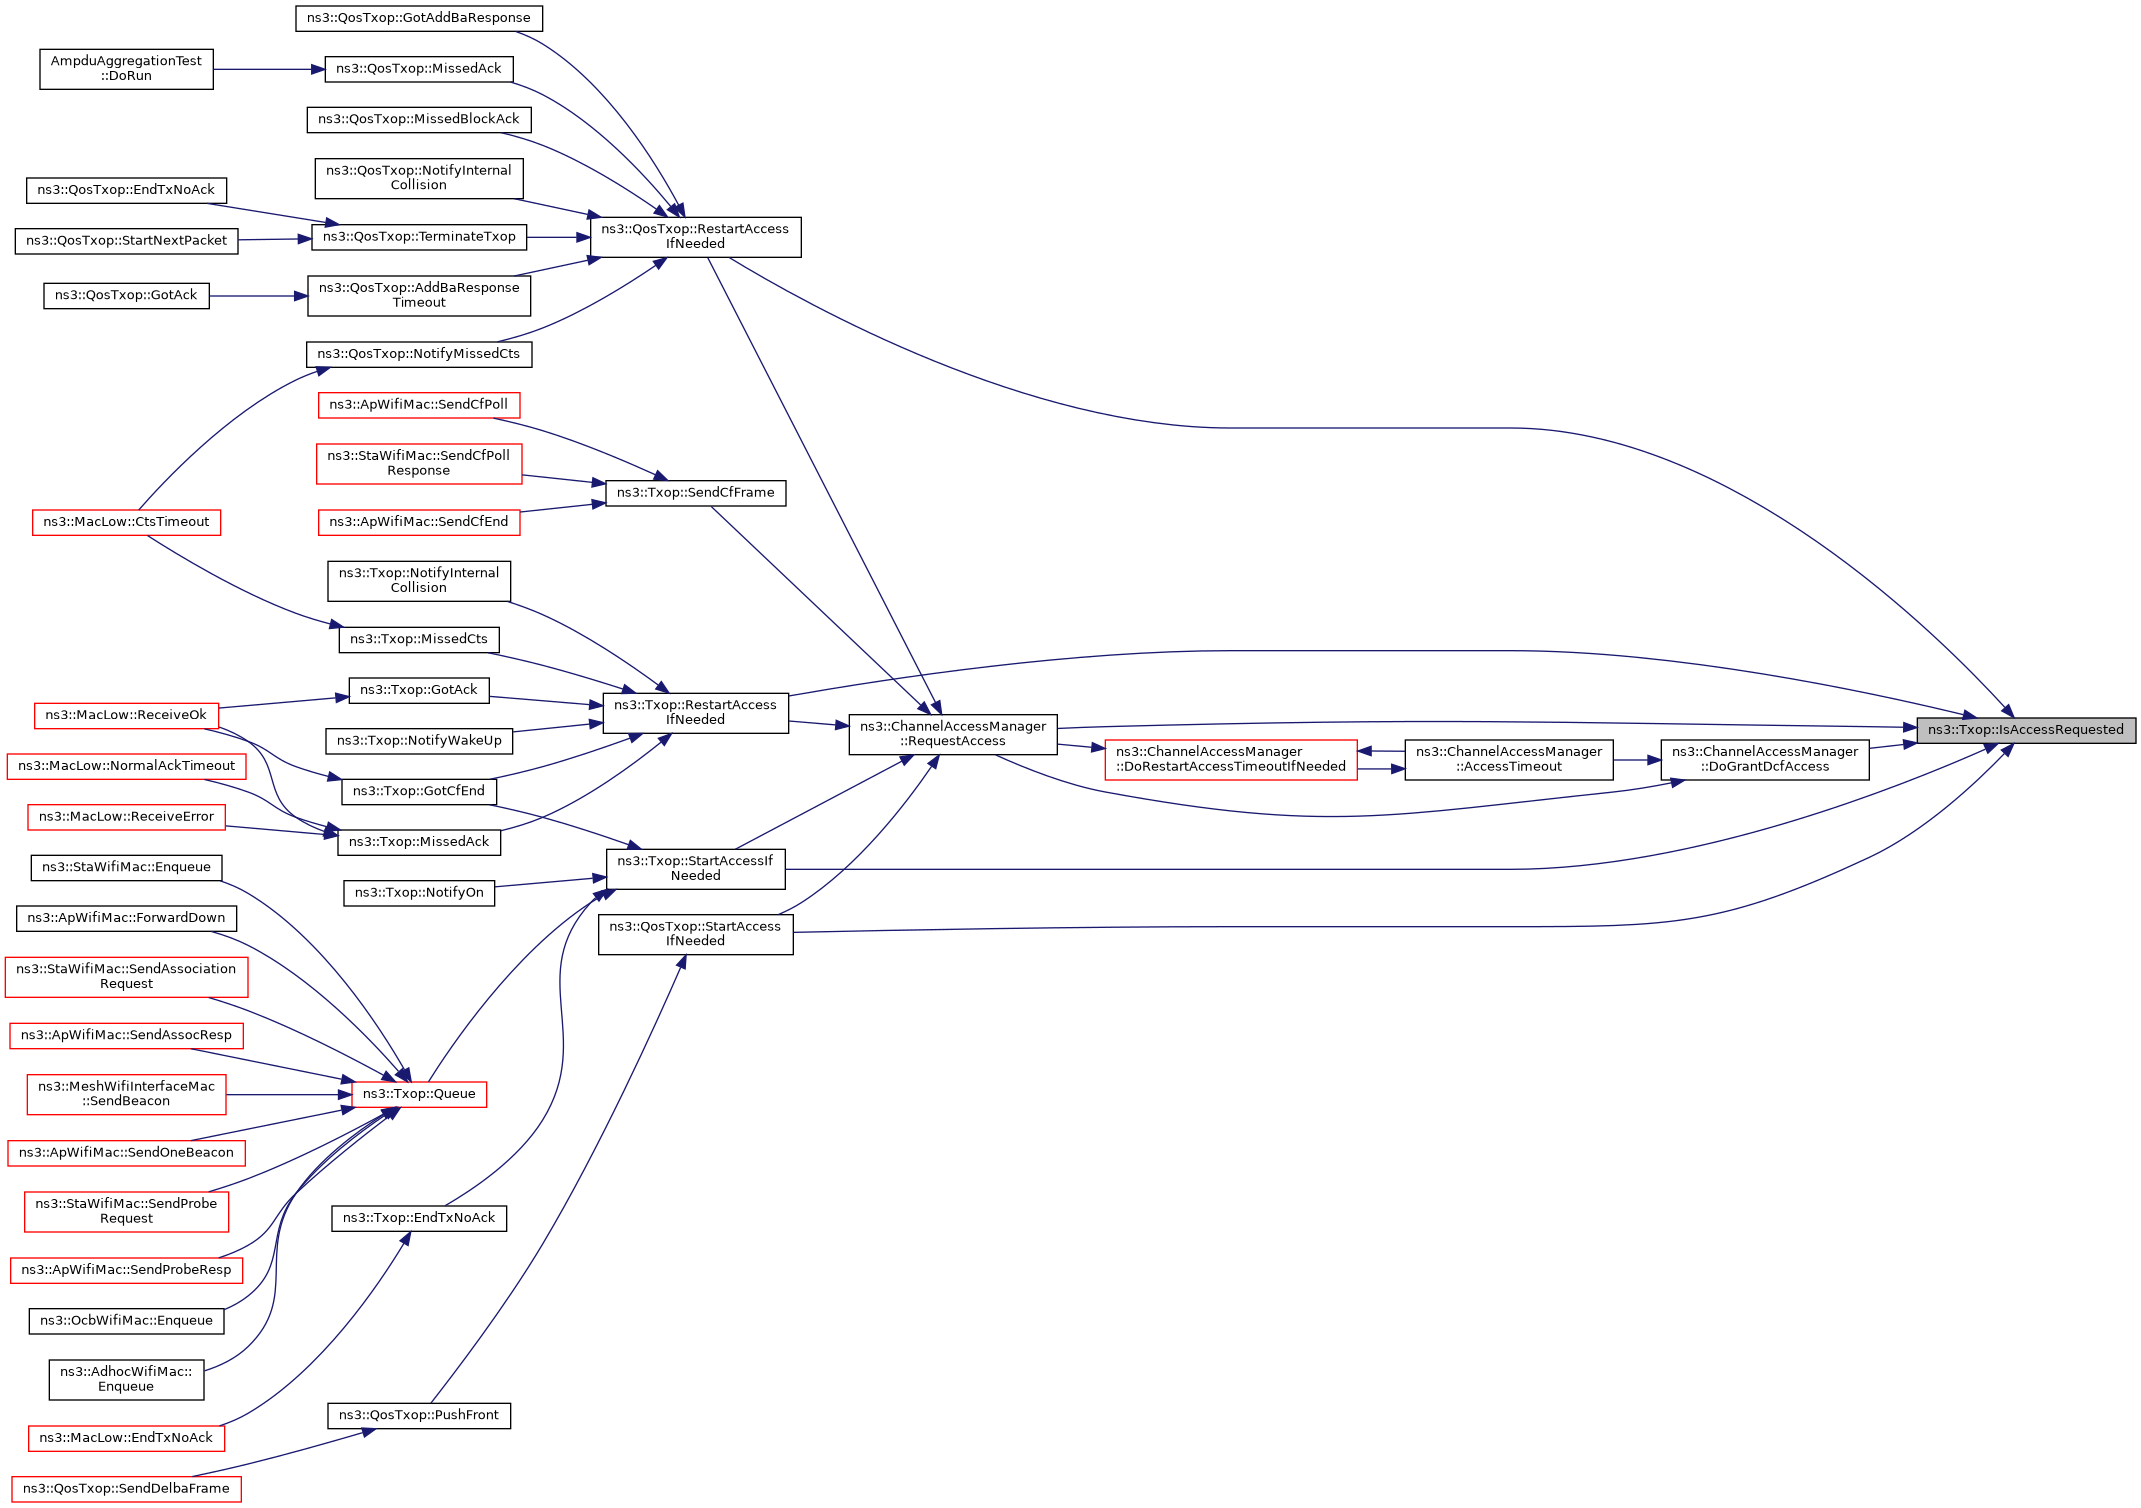 ns3::QosTxop::GotAddBaResponse
AmpduAggregationTest
::DoRun
ns3::QosTxop::MissedAck
ns3::QosTxop::MissedBlockAck
ns3::QosTxop::NotifyInternal
Collision
ns3::QosTxop::EndTxNoAck
ns3::QosTxop::StartNextPacket
ns3::QosTxop::TerminateTxop
ns3::QosTxop::RestartAccess
IfNeeded
ns3::QosTxop::GotAck
ns3::QosTxop::AddBaResponse
Timeout
ns3::QosTxop::NotifyMissedCts
ns3::ApWifiMac::SendCfPoll
ns3::StaWifiMac::SendCfPoll
Response
ns3::Txop::SendCfFrame
ns3::MacLow::CtsTimeout
ns3::ApWifiMac::SendCfEnd
ns3::Txop::NotifyInternal
Collision
ns3::Txop::MissedCts
ns3::Txop::GotAck
ns3::MacLow::ReceiveOk
ns3::Txop::RestartAccess
IfNeeded
ns3::Txop::NotifyWakeUp
ns3::ChannelAccessManager
::RequestAccess
ns3::Txop::IsAccessRequested
ns3::MacLow::NormalAckTimeout
ns3::ChannelAccessManager
::DoRestartAccessTimeoutIfNeeded
ns3::ChannelAccessManager
::AccessTimeout
ns3::ChannelAccessManager
::DoGrantDcfAccess
ns3::Txop::GotCfEnd
ns3::MacLow::ReceiveError
ns3::Txop::MissedAck
ns3::StaWifiMac::Enqueue
ns3::Txop::StartAccessIf
Needed
ns3::Txop::NotifyOn
ns3::ApWifiMac::ForwardDown
ns3::QosTxop::StartAccess
IfNeeded
ns3::StaWifiMac::SendAssociation
Request
ns3::ApWifiMac::SendAssocResp
ns3::MeshWifiInterfaceMac
::SendBeacon
ns3::Txop::Queue
ns3::ApWifiMac::SendOneBeacon
ns3::StaWifiMac::SendProbe
Request
ns3::Txop::EndTxNoAck
ns3::ApWifiMac::SendProbeResp
ns3::OcbWifiMac::Enqueue
ns3::AdhocWifiMac::
Enqueue
ns3::QosTxop::PushFront
ns3::MacLow::EndTxNoAck
ns3::QosTxop::SendDelbaFrame